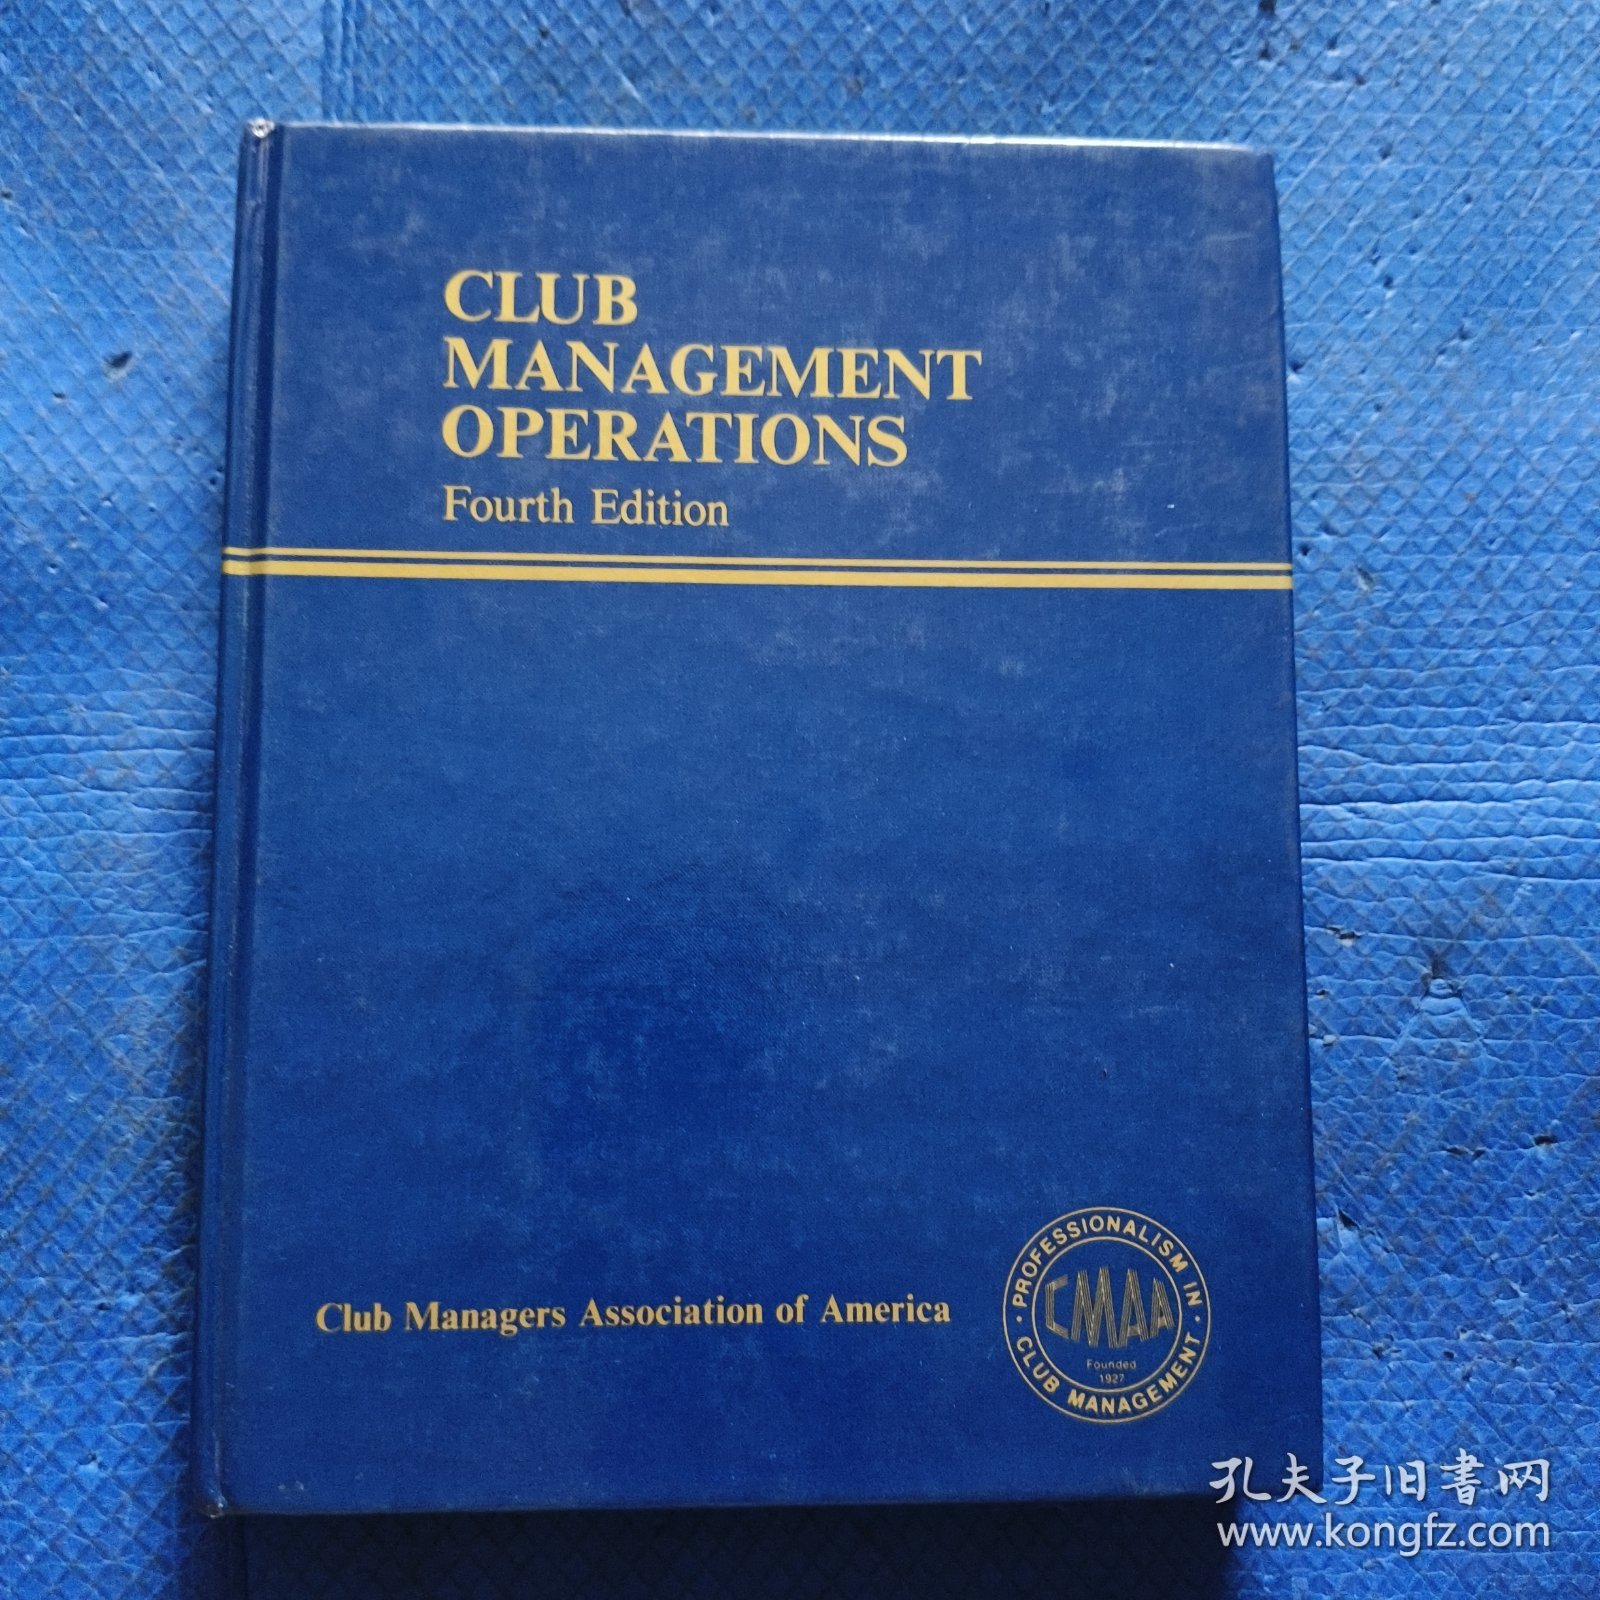 CLUB
MANAGEMENT
OPERATIONS
Fourth Edition
Club Managers Association of America
PROFESSIONALISM IN
CMAA
Founded
1927
· CLUB MANAGEMENT ·
孔夫子旧書网
www.kongfz.com